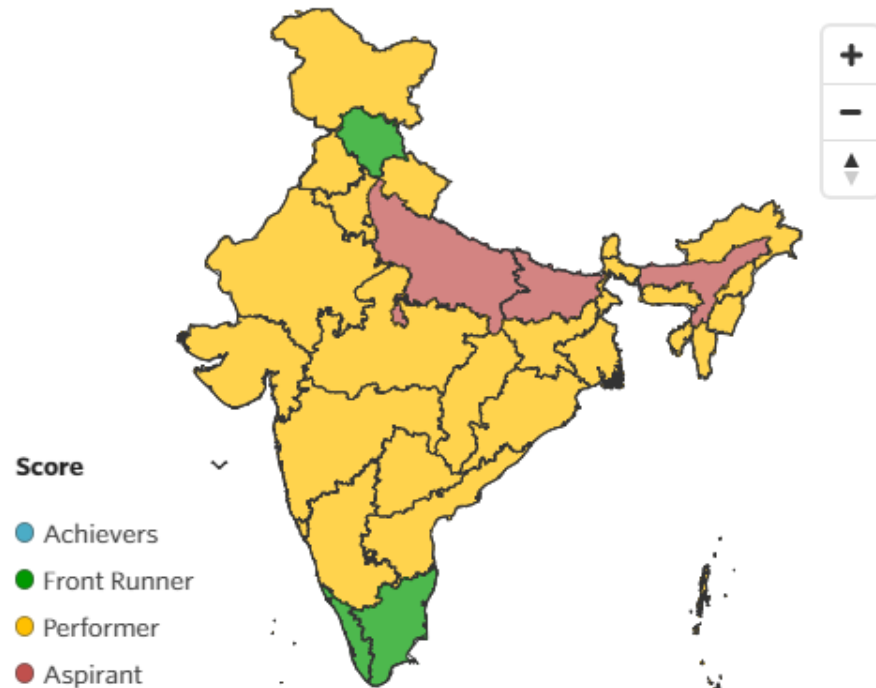 Score
Achievers
Front Runner
Performer
Aspirant